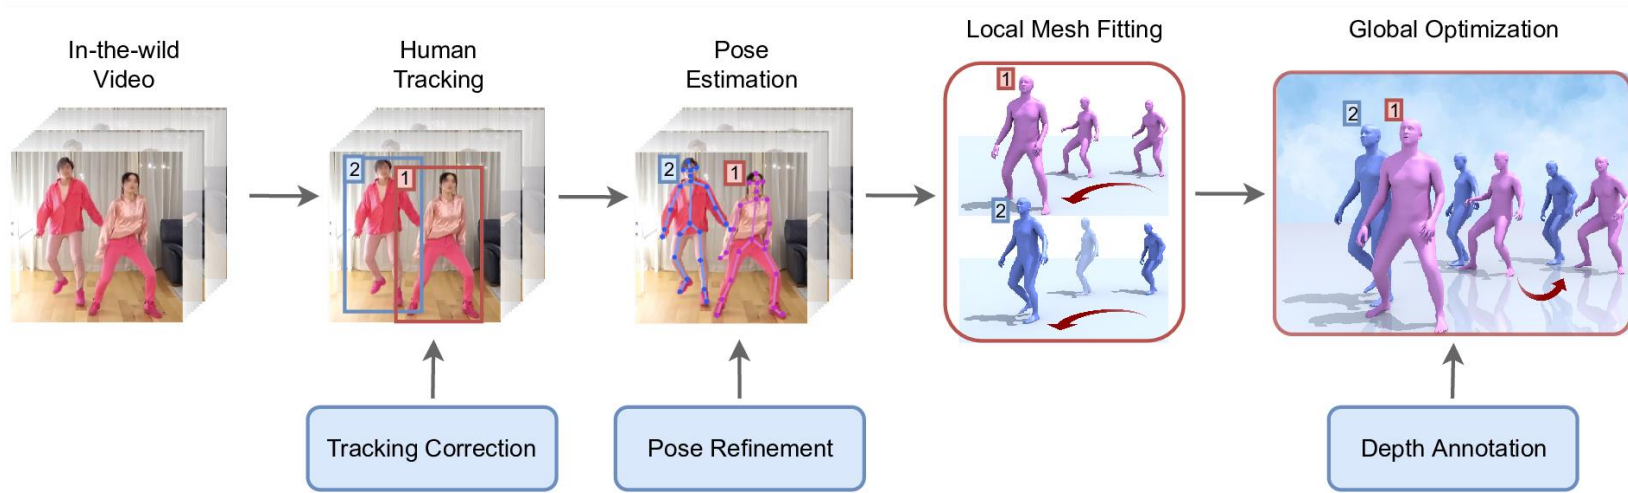 In-the-wild
Video
Human
Tracking
Pose
Estimation
Local Mesh Fitting
Global Optimization
2
1
2
1
1
2
2
1
Tracking Correction
Pose Refinement
Depth Annotation